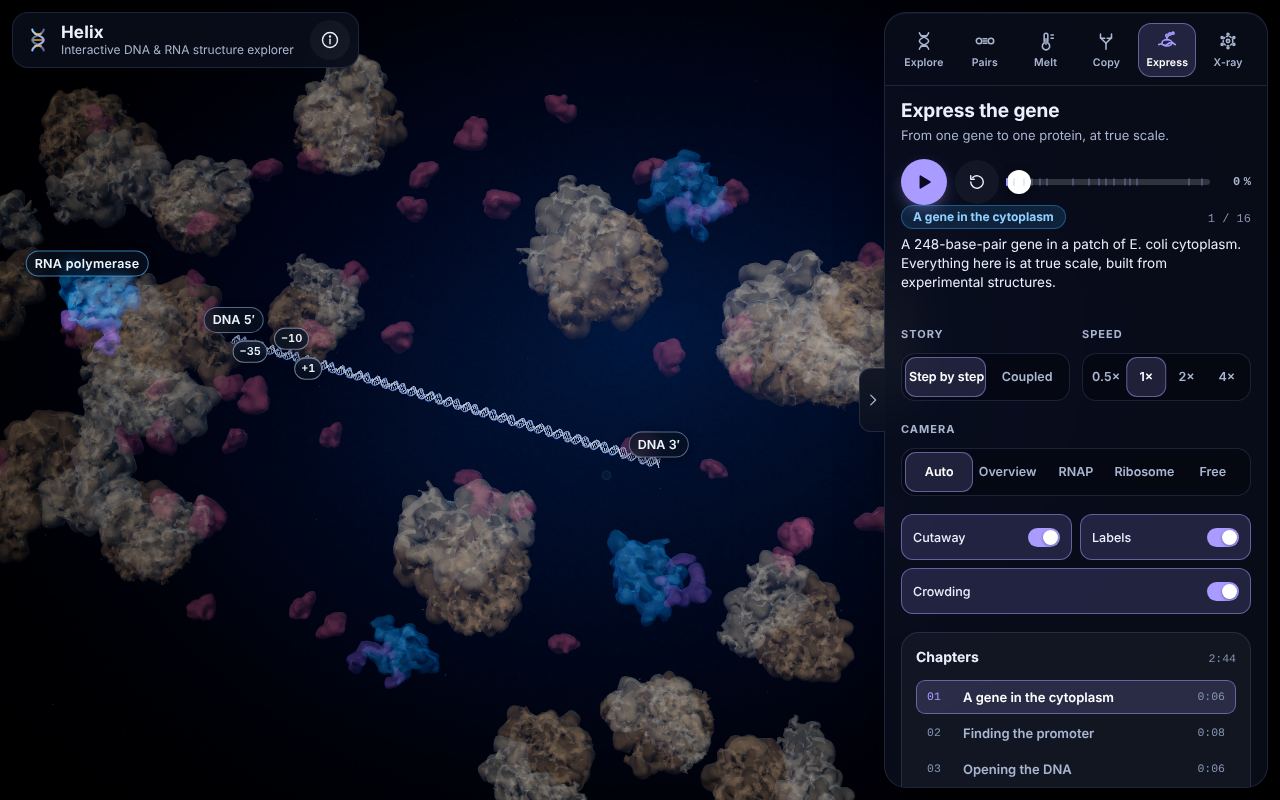 Helix
Interactive DNA & RNA structure explorer
RNA polymerase
DNA 5′
−10
−35
+1
DNA 3′
Explore
Pairs
Melt
Copy
Express
X-ray
Express the gene
From one gene to one protein, at true scale.
0 %
A gene in the cytoplasm
1 / 16
A 248-base-pair gene in a patch of E. coli cytoplasm.
Everything here is at true scale, built from
experimental structures.
STORY
SPEED
Step by step
Coupled
0.5×
1×
2×
4×
CAMERA
Auto
Overview
RNAP
Ribosome
Free
Cutaway
Labels
Crowding
Chapters
2:44
01 A gene in the cytoplasm 0:06
02 Finding the promoter 0:08
03 Opening the DNA 0:06